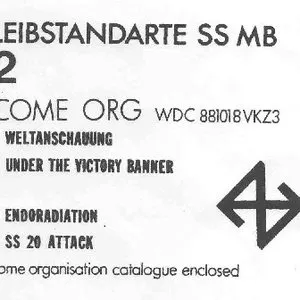 LEIBSTANDARTE SS MB
2
COME ORG WDC 881018 VKZ3
WELTANSCHAUUNG
UNDER THE VICTORY BANNER
ENDORADIATION
SS 20 ATTACK
ome organisation catalogue enclosed